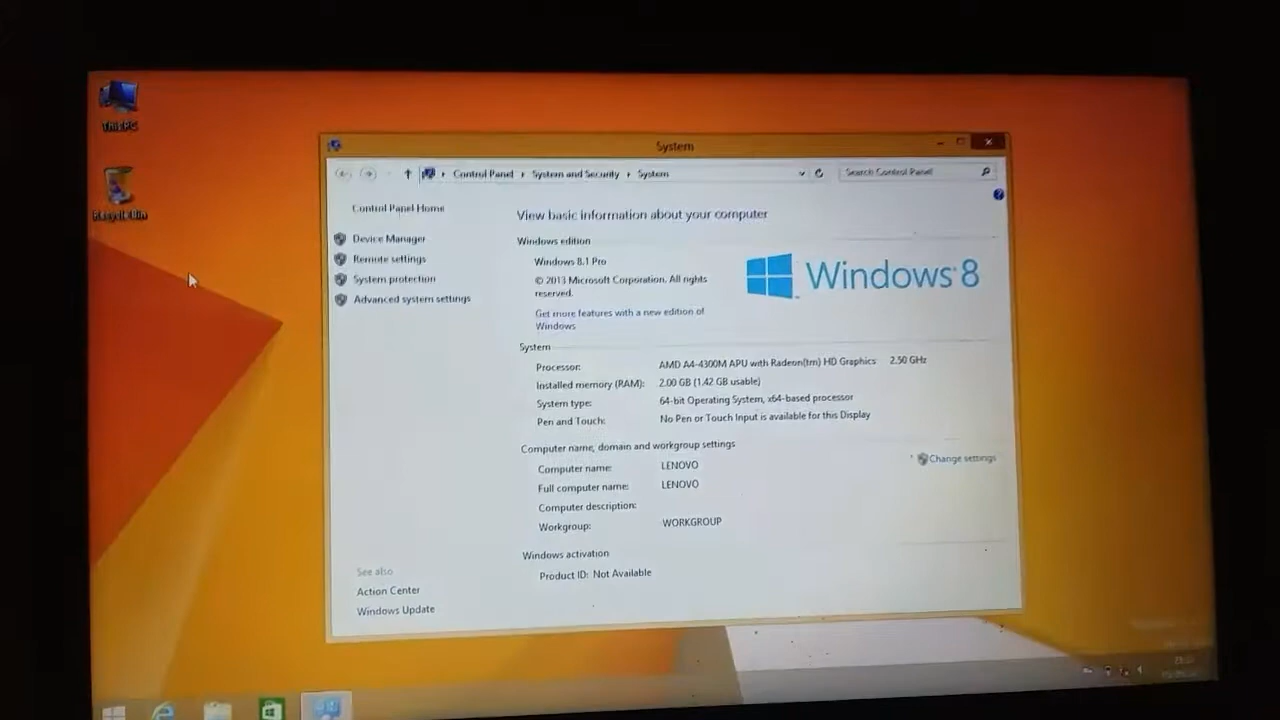 This PC
Recycle Bin
System
Control Panel
System and Security
System
Search Control Panel
Control Panel Home
Device Manager
Remote settings
System protection
Advanced system settings
View basic information about your computer
Windows edition
Windows 8.1 Pro
© 2013 Microsoft Corporation. All rights
reserved.
Get more features with a new edition of
Windows
Windows 8
System
Processor: AMD A4-4300M APU with Radeon(tm) HD Graphics 2.50 GHz
Installed memory (RAM): 2.00 GB (1.42 GB usable)
System type: 64-bit Operating System, x64-based processor
Pen and Touch: No Pen or Touch Input is available for this Display
Computer name, domain and workgroup settings
Computer name: LENOVO
Change settings
Full computer name: LENOVO
Computer description:
Workgroup: WORKGROUP
Windows activation
Product ID: Not Available
See also
Action Center
Windows Update